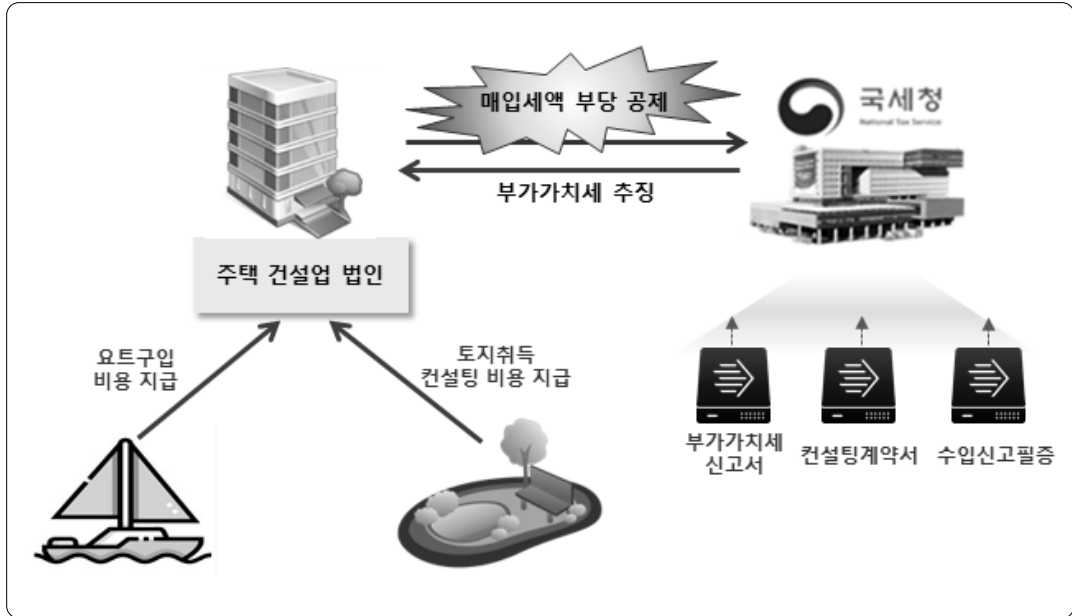 매입세액 부당 공제
국세청
National Tax Service
부가가치세 추징
주택 건설업 법인
요트구입
비용 지급
토지취득
컨설팅 비용 지급
부가가치세
신고서
컨설팅계약서
수입신고필증